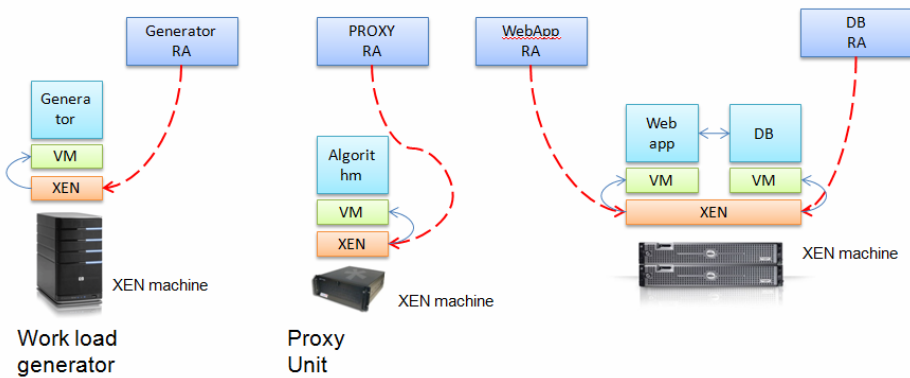 Generator
RA
PROXY
RA
WebApp
RA
DB
RA
Genera
tor
VM
XEN
XEN machine
Work load
generator
Algorit
hm
VM
XEN
XEN machine
Proxy
Unit
Web
app
DB
VM
VM
XEN
XEN machine